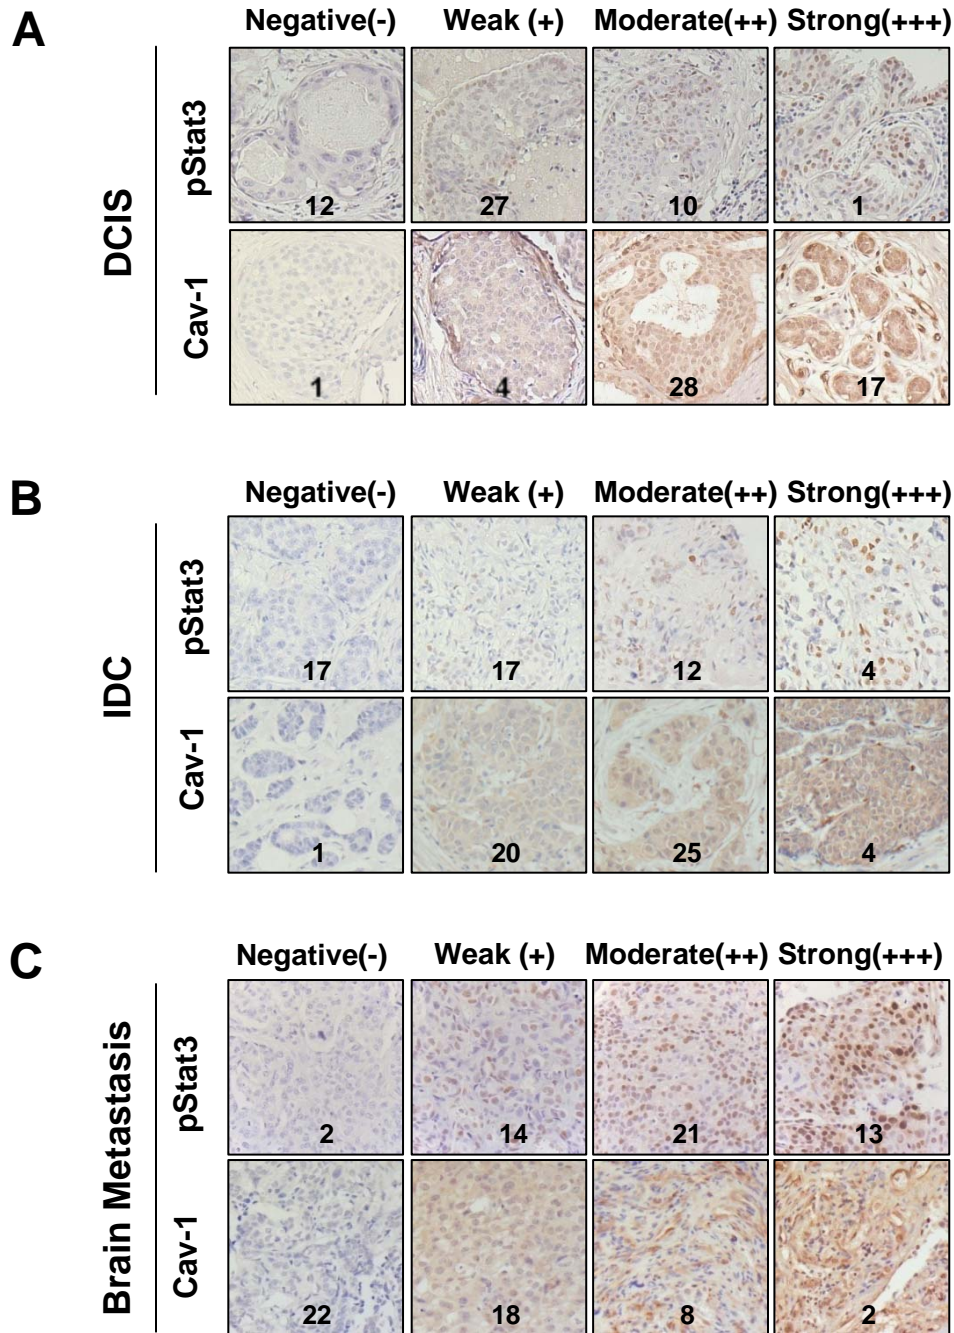 A
Negative(-) Weak (+) Moderate(++) Strong(+++)
DCIS
pStat3
12 27 10 1
Cav-1
1 4 28 17
B
Negative(-) Weak (+) Moderate(++) Strong(+++)
IDC
pStat3
17 17 12 4
Cav-1
1 20 25 4
C
Negative(-) Weak (+) Moderate(++) Strong(+++)
Brain Metastasis
pStat3
2 14 21 13
Cav-1
22 18 8 2